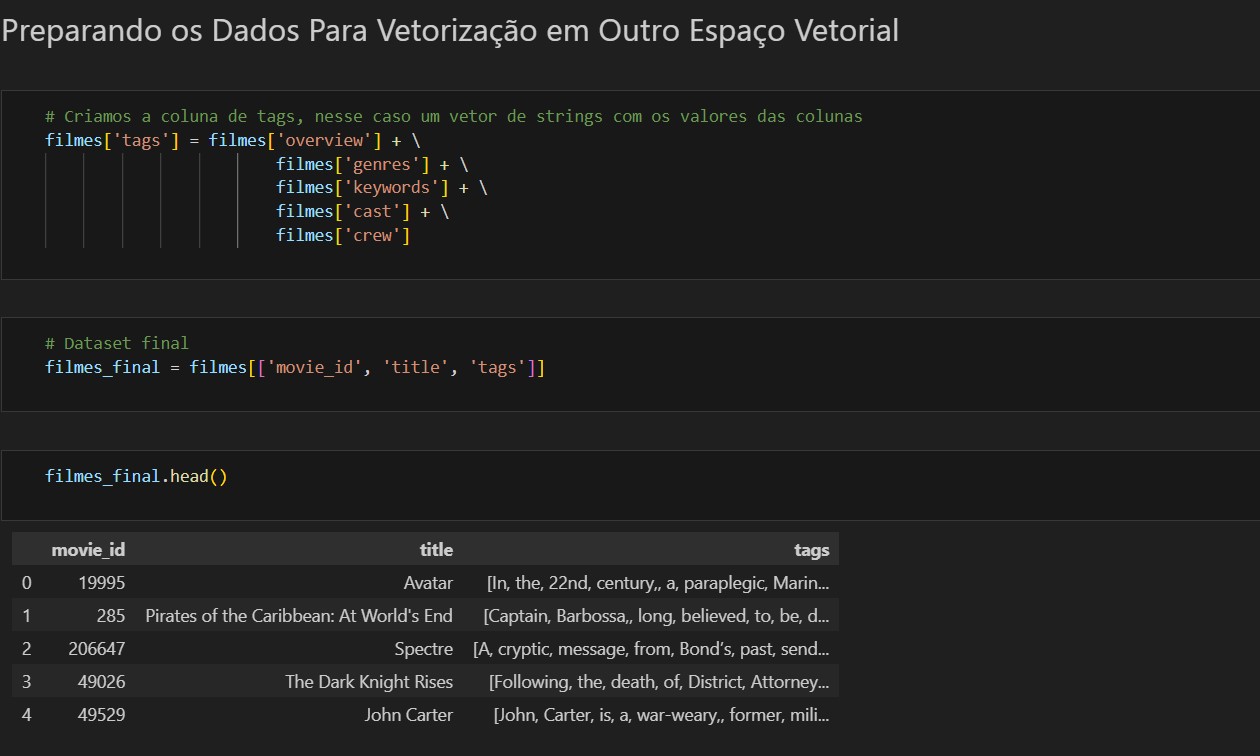 Preparando os Dados Para Vetorização em Outro Espaço Vetorial
# Criamos a coluna de tags, nesse caso um vetor de strings com os valores das colunas
filmes['tags'] = filmes['overview'] + \
filmes['genres'] + \
filmes['keywords'] + \
filmes['cast'] + \
filmes['crew']
# Dataset final
filmes_final = filmes[['movie_id', 'title', 'tags']]
filmes_final.head()
movie_id title tags
0 19995 Avatar [In, the, 22nd, century,, a, paraplegic, Marin...
1 285 Pirates of the Caribbean: At World's End [Captain, Barbossa,, long, believed, to, be, d...
2 206647 Spectre [A, cryptic, message, from, Bond’s, past, send...
3 49026 The Dark Knight Rises [Following, the, death, of, District, Attorney...
4 49529 John Carter [John, Carter, is, a, war-weary,, former, mili...